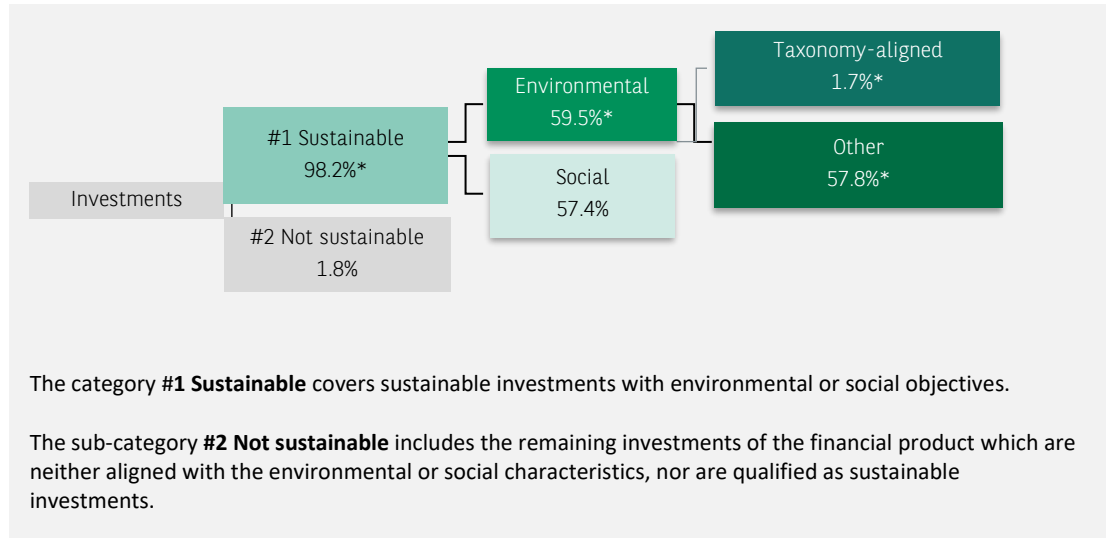 Taxonomy-aligned
1.7%*
Environmental
59.5%*
#1 Sustainable
98.2%*
Other
57.8%*
Social
57.4%
Investments
#2 Not sustainable
1.8%
The category #1 Sustainable covers sustainable investments with environmental or social objectives.
The sub-category #2 Not sustainable includes the remaining investments of the financial product which are
neither aligned with the environmental or social characteristics, nor are qualified as sustainable
investments.